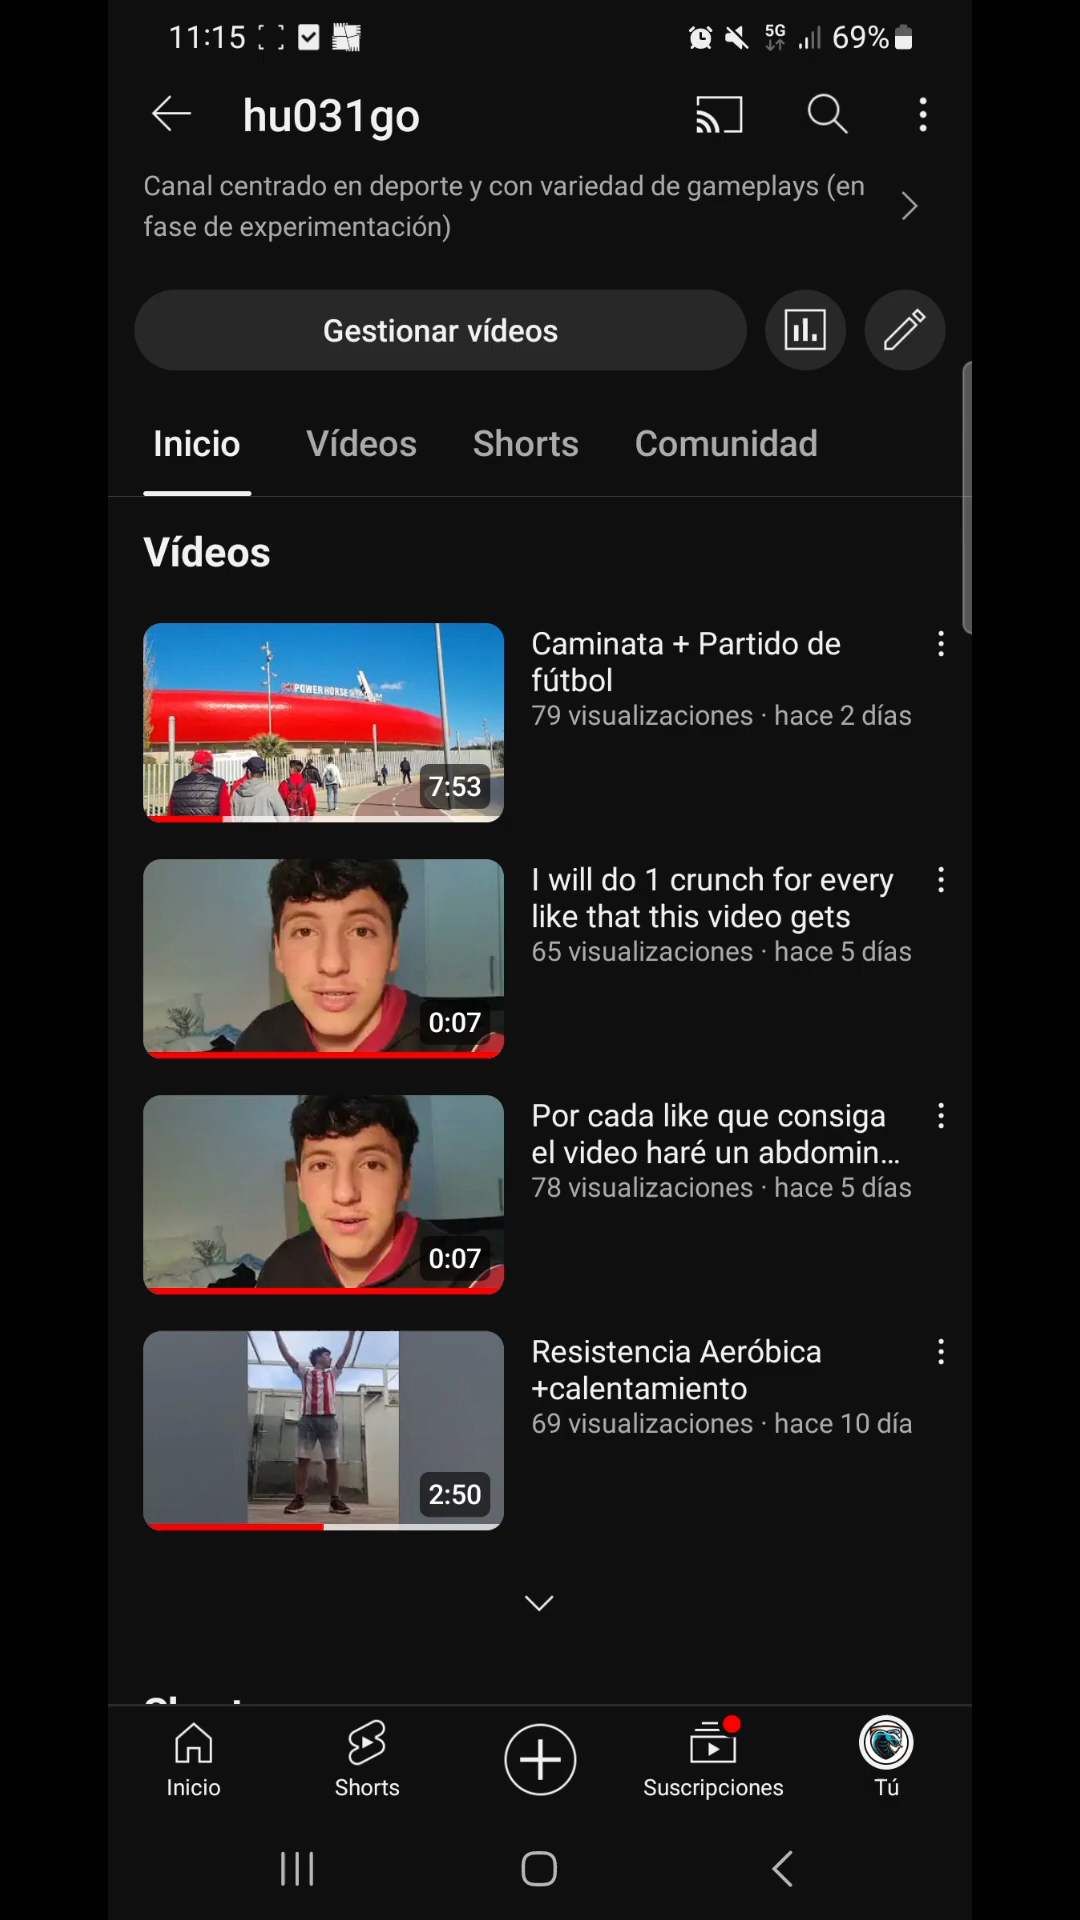 11:15
5G
69%
hu031go
Canal centrado en deporte y con variedad de gameplays (en
fase de experimentación)
Gestionar vídeos
Inicio
Vídeos
Shorts
Comunidad
Vídeos
POWER HORSE
7:53
Caminata + Partido de
fútbol
79 visualizaciones · hace 2 días
0:07
I will do 1 crunch for every
like that this video gets
65 visualizaciones · hace 5 días
0:07
Por cada like que consiga
el video haré un abdomin...
78 visualizaciones · hace 5 días
2:50
Resistencia Aeróbica
+calentamiento
69 visualizaciones · hace 10 día
Inicio
Shorts
Suscripciones
Tú